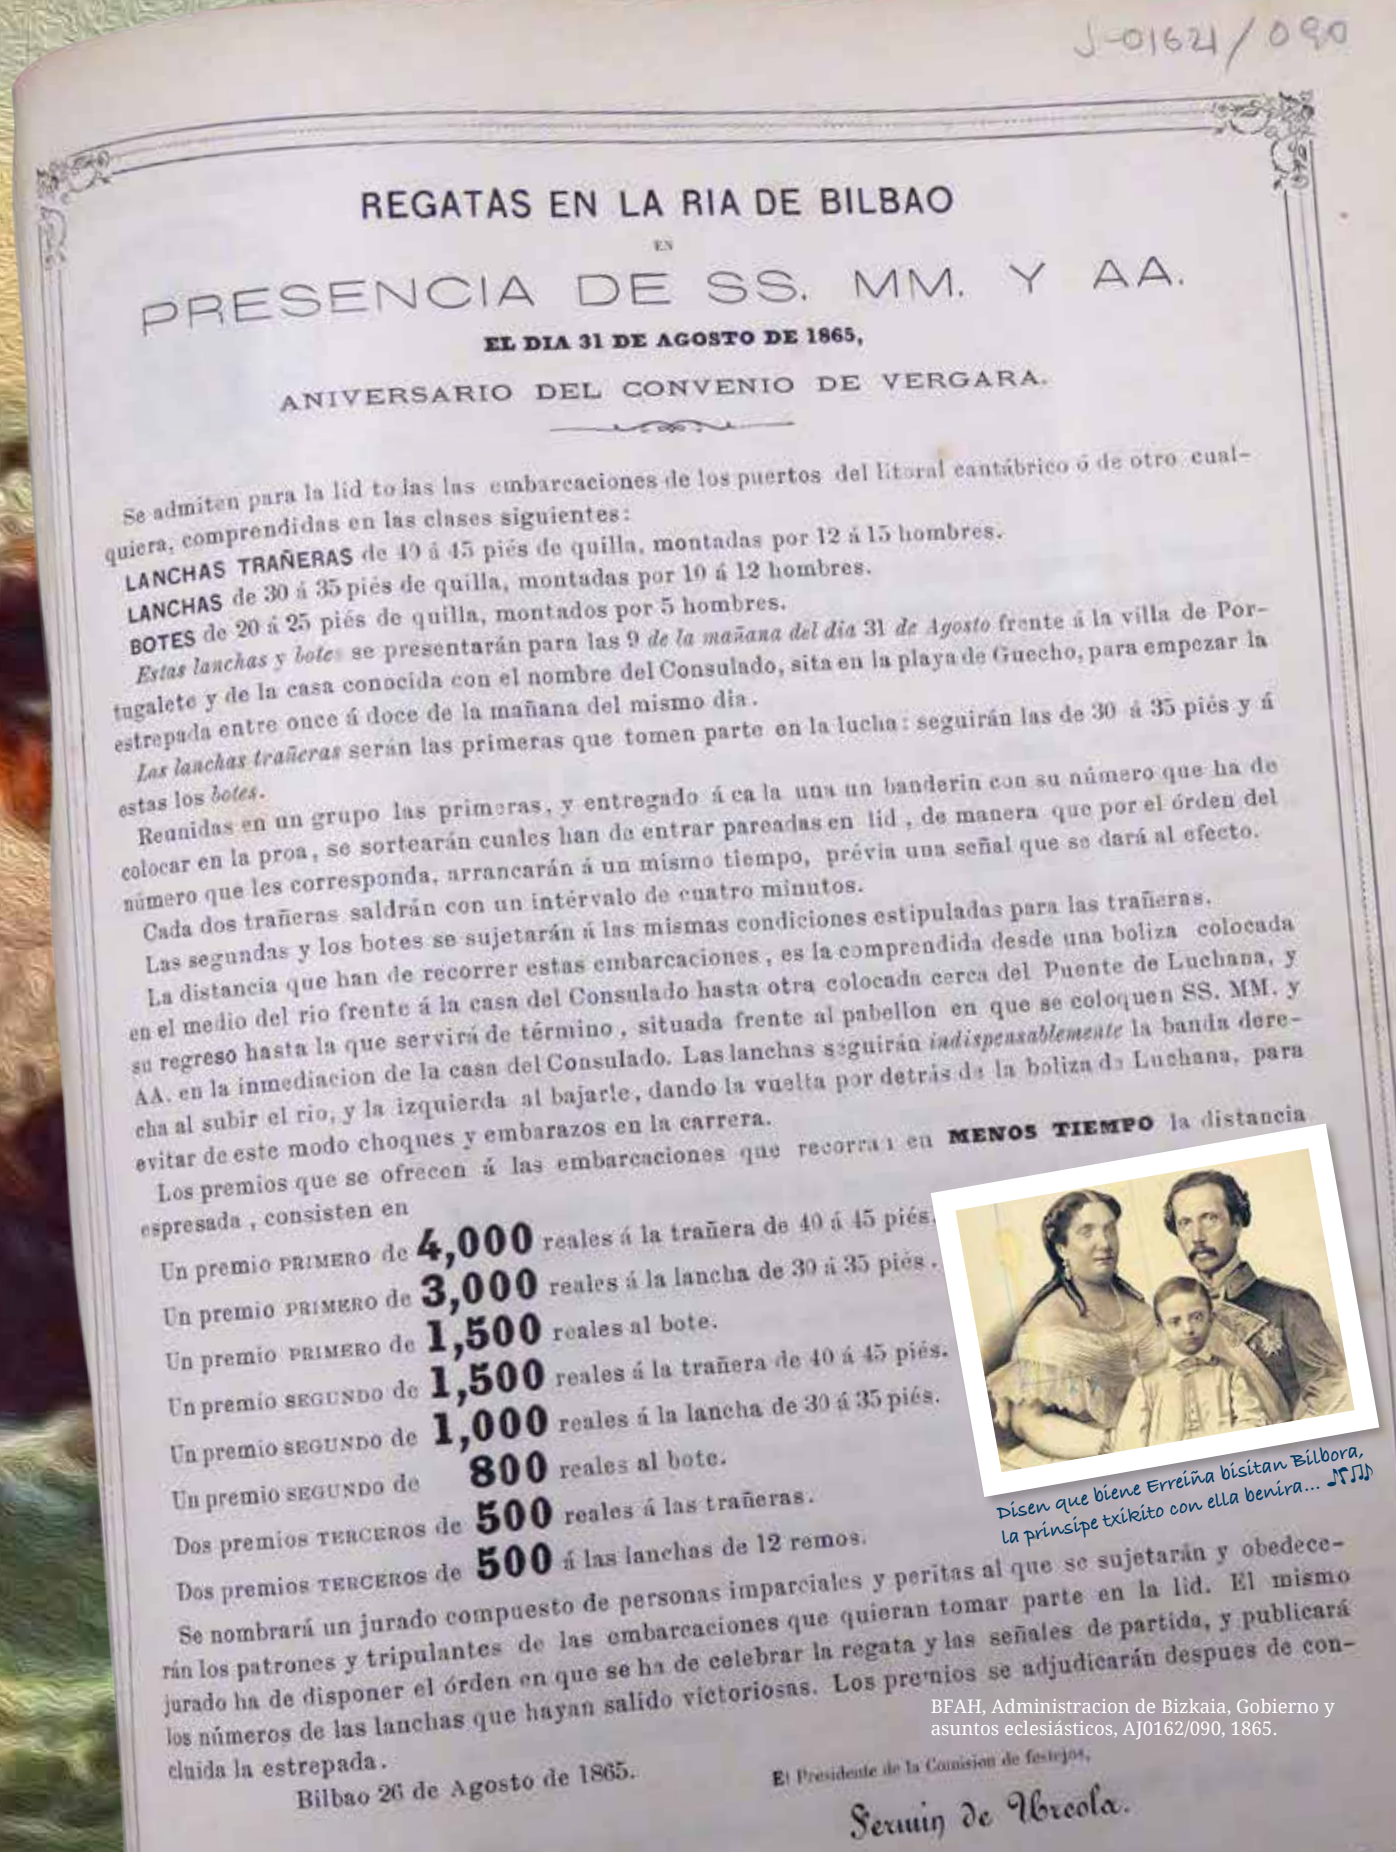 J-01621/090
REGATAS EN LA RIA DE BILBAO
EN
PRESENCIA DE SS. MM. Y AA.
EL DIA 31 DE AGOSTO DE 1865,
ANIVERSARIO DEL CONVENIO DE VERGARA.
Se admiten para la lid todas las embarcaciones de los puertos del litoral cantábrico ó de otro cual-
quiera, comprendidas en las clases siguientes:
LANCHAS TRAÑERAS de 40 á 45 piés de quilla, montadas por 12 á 15 hombres.
LANCHAS de 30 á 35 piés de quilla, montadas por 10 á 12 hombres.
BOTES de 20 á 25 piés de quilla, montados por 5 hombres.
Estas lanchas y botes se presentarán para las 9 de la mañana del dia 31 de Agosto frente á la villa de Por-
tugalete y de la casa conocida con el nombre del Consulado, sita en la playa de Guecho, para empezar la
estrepada entre once á doce de la mañana del mismo dia.
Las lanchas trañeras serán las primeras que tomen parte en la lucha: seguirán las de 30 á 35 piés y á
estas los botes.
Reunidas en un grupo las primeras, y entregado á cada una un banderin con su número que ha de
colocar en la proa, se sortearán cuales han de entrar pareadas en lid, de manera que por el órden del
número que les corresponda, arrancarán á un mismo tiempo, prévia una señal que se dará al efecto.
Cada dos trañeras saldrán con un intérvalo de cuatro minutos.
Las segundas y los botes se sujetarán á las mismas condiciones estipuladas para las trañeras.
La distancia que han de recorrer estas embarcaciones, es la comprendida desde una boliza colocada
en el medio del rio frente á la casa del Consulado hasta otra colocada cerca del Puente de Luchana, y
su regreso hasta la que servirá de término, situada frente al pabellon en que se coloquen SS. MM. y
AA. en la inmediacion de la casa del Consulado. Las lanchas seguirán indispensablemente la banda dere-
cha al subir el rio, y la izquierda al bajarle, dando la vuelta por detrás de la boliza de Luchana, para
evitar de este modo choques y embarazos en la carrera.
Los premios que se ofrecen á las embarcaciones que recorran en MENOS TIEMPO la distancia
espresada, consisten en
Un premio PRIMERO de 4,000 reales á la trañera de 40 á 45 piés.
Un premio PRIMERO de 3,000 reales á la lancha de 30 á 35 piés.
Un premio PRIMERO de 1,500 reales al bote.
Un premio SEGUNDO de 1,500 reales á la trañera de 40 á 45 piés.
Un premio SEGUNDO de 1,000 reales á la lancha de 30 á 35 piés.
Un premio SEGUNDO de 800 reales al bote.
Dos premios TERCEROS de 500 reales á las trañeras.
Dos premios TERCEROS de 500 á las lanchas de 12 remos.
Disen que biene Erreiña bisitan Bilbora,
la prinsipe txikito con ella benira...
Se nombrará un jurado compuesto de personas imparciales y peritas al que se sujetarán y obedece-
rán los patrones y tripulantes de las embarcaciones que quieran tomar parte en la lid. El mismo
jurado ha de disponer el órden en que se ha de celebrar la regata y las señales de partida, y publicará
los números de las lanchas que hayan salido victoriosas. Los premios se adjudicarán despues de con-
cluida la estrepada.
BFAH, Administracion de Bizkaia, Gobierno y
asuntos eclesiásticos, AJ0162/090, 1865.
Bilbao 26 de Agosto de 1865.
El Presidente de la Comision de festejos,
Fermin de Urcola.